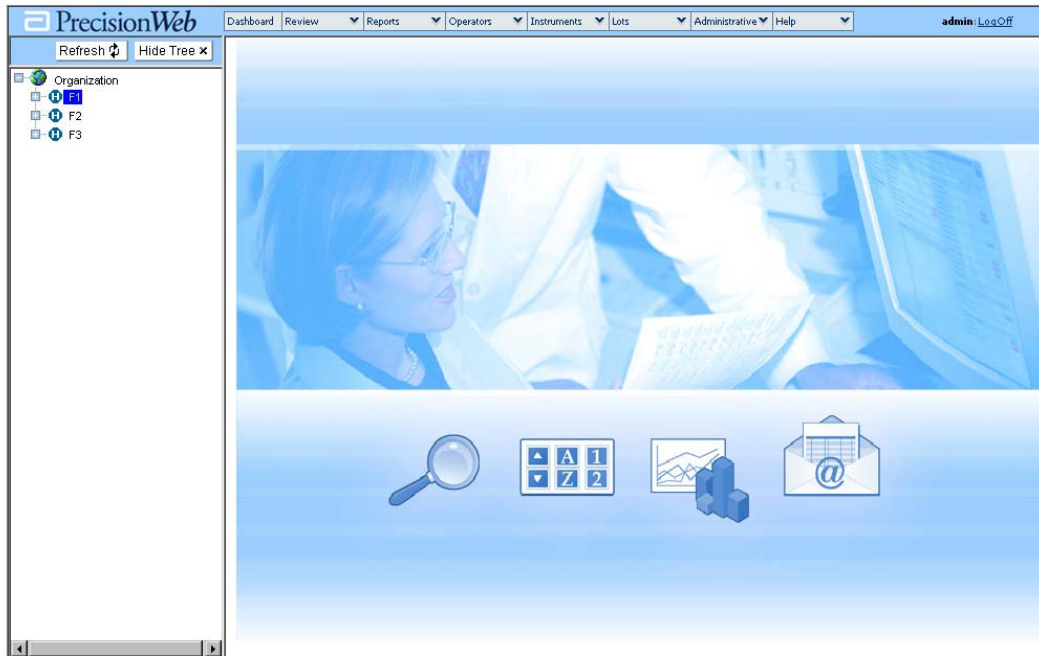 PrecisionWeb
Dashboard Review Reports Operators Instruments Lots Administrative Help
admin: LogOff
Refresh Hide Tree ×
Organization
H F1
H F2
H F3
A 1
Z 2
@